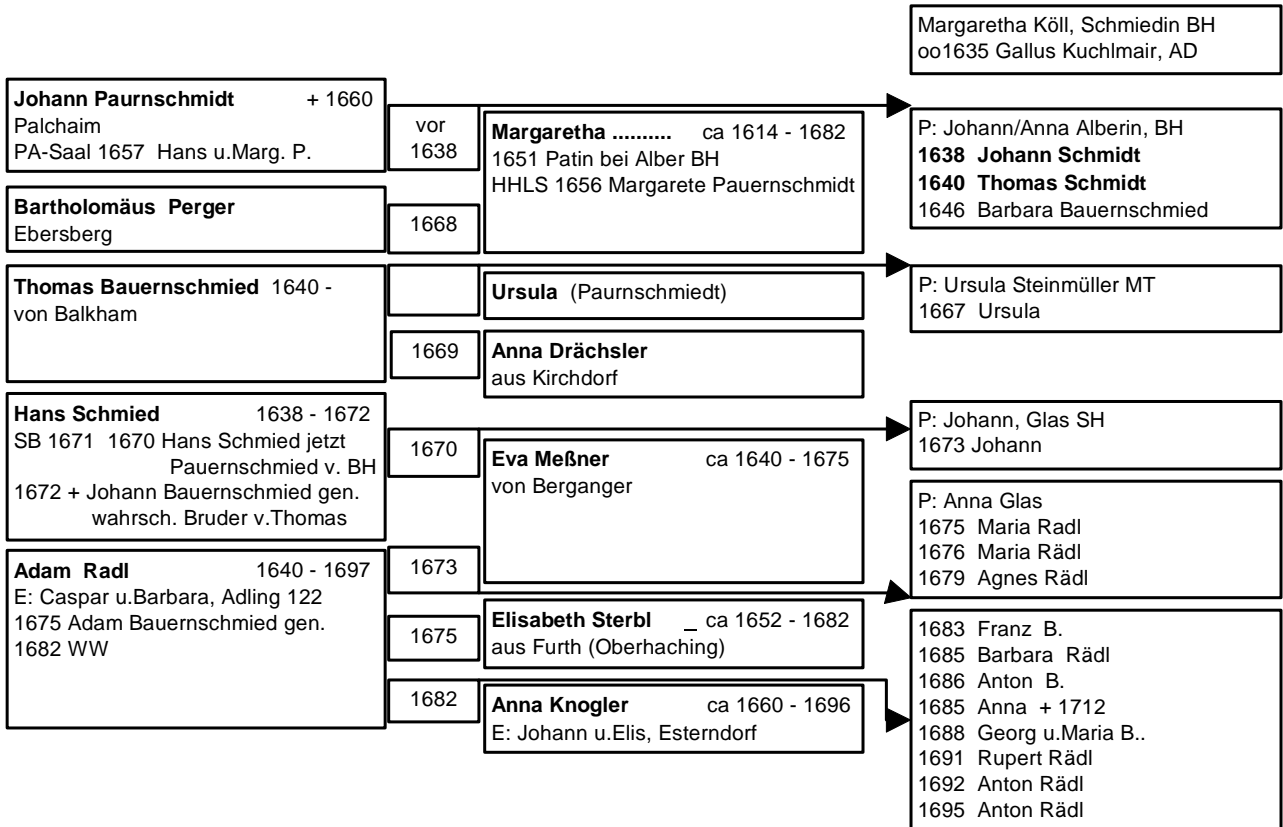 Margaretha Köll, Schmiedin BH
oo1635 Gallus Kuchlmair, AD
Johann Paurnschmidt + 1660
Palchaim
PA-Saal 1657 Hans u.Marg. P.
vor
1638
Margaretha .......... ca 1614 - 1682
1651 Patin bei Alber BH
HHLS 1656 Margarete Pauernschmidt
P: Johann/Anna Alberin, BH
1638 Johann Schmidt
1640 Thomas Schmidt
1646 Barbara Bauernschmied
Bartholomäus Perger
Ebersberg
1668
Thomas Bauernschmied 1640 -
von Balkham
Ursula (Paurnschmiedt)
P: Ursula Steinmüller MT
1667 Ursula
1669
Anna Drächsler
aus Kirchdorf
Hans Schmied 1638 - 1672
SB 1671 1670 Hans Schmied jetzt
Pauernschmied v. BH
1672 + Johann Bauernschmied gen.
wahrsch. Bruder v.Thomas
1670
Eva Meßner ca 1640 - 1675
von Berganger
P: Johann, Glas SH
1673 Johann
P: Anna Glas
1675 Maria Radl
1676 Maria Rädl
1679 Agnes Rädl
Adam Radl 1640 - 1697
E: Caspar u.Barbara, Adling 122
1675 Adam Bauernschmied gen.
1682 WW
1673
1675
Elisabeth Sterbl _ ca 1652 - 1682
aus Furth (Oberhaching)
1682
Anna Knogler ca 1660 - 1696
E: Johann u.Elis, Esterndorf
1683 Franz B.
1685 Barbara Rädl
1686 Anton B.
1685 Anna + 1712
1688 Georg u.Maria B..
1691 Rupert Rädl
1692 Anton Rädl
1695 Anton Rädl